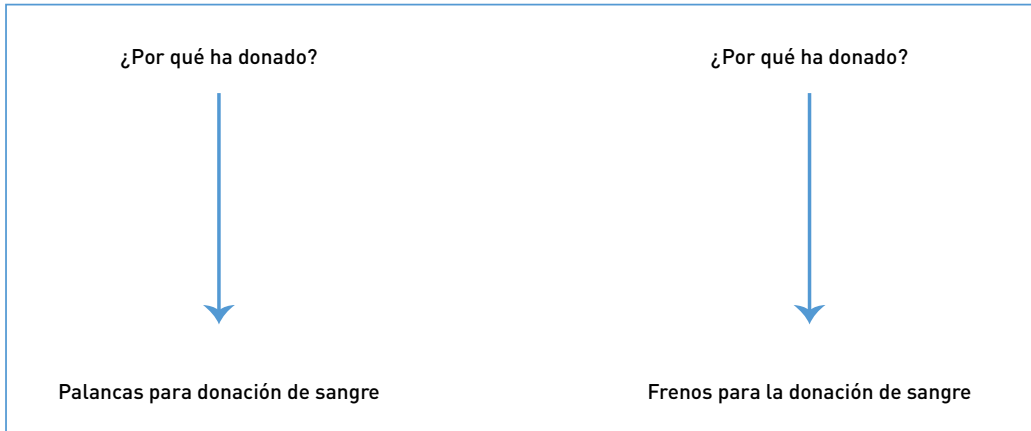 ¿Por qué ha donado?
¿Por qué ha donado?
Palancas para donación de sangre
Frenos para la donación de sangre